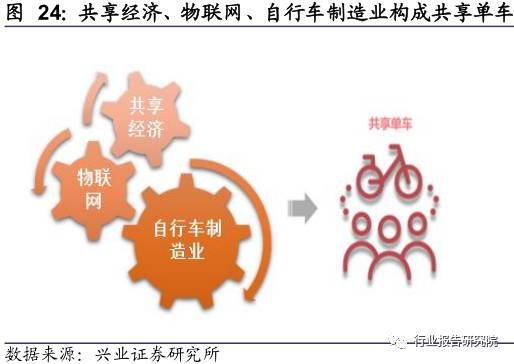 图 24：共享经济、物联网、自行车制造业构成共享单车
共享
经济
物联
网
自行车制
造业
共享单车
行业报告研究院
数据来源：兴业证券研究所